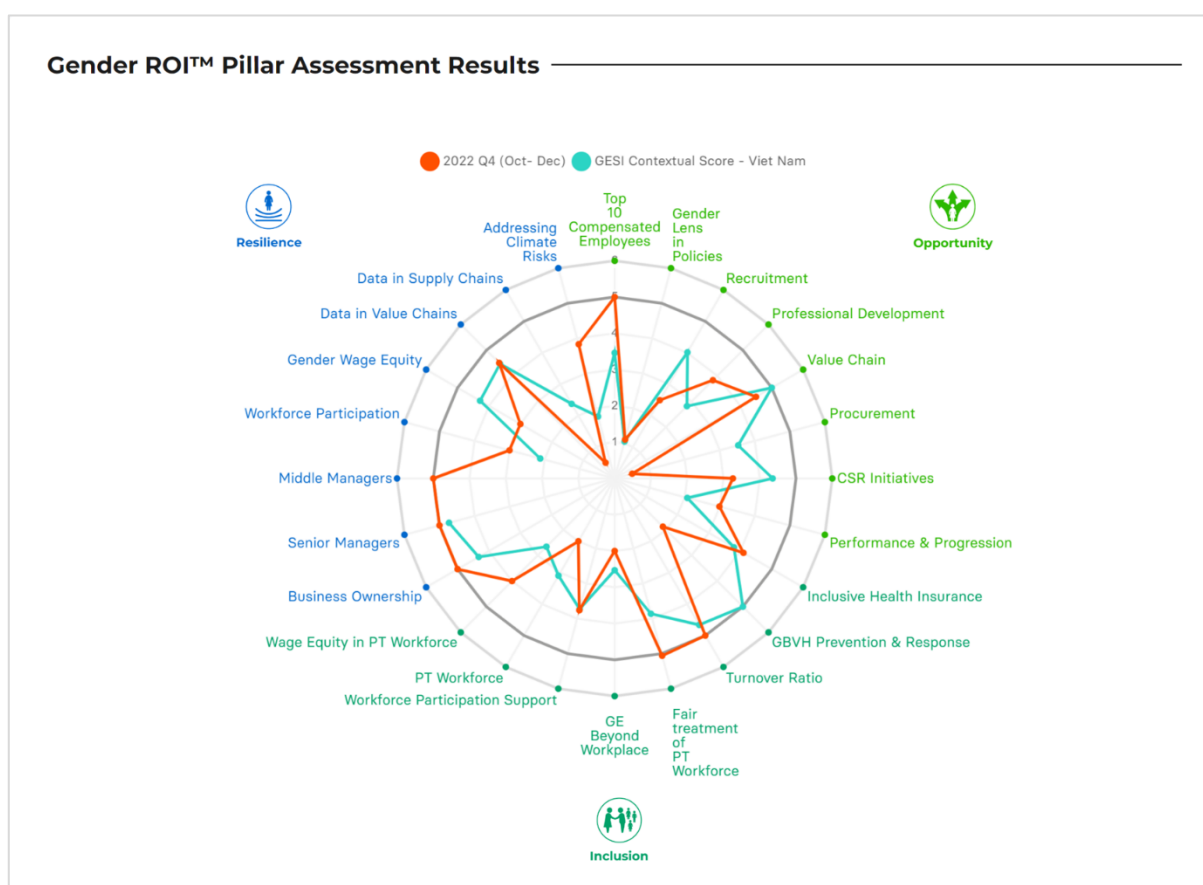 Gender ROI™ Pillar Assessment Results
2022 Q4 (Oct- Dec)
GESI Contextual Score - Viet Nam
Resilience
Opportunity
Top
10
Compensated
Employees
Gender
Lens
in
Policies
Recruitment
Professional Development
Value Chain
Procurement
CSR Initiatives
Performance & Progression
Inclusive Health Insurance
GBVH Prevention & Response
Turnover Ratio
Fair
treatment
of
PT
Workforce
GE
Beyond
Workplace
Workforce Participation Support
PT Workforce
Wage Equity in PT Workforce
Business Ownership
Senior Managers
Middle Managers
Workforce Participation
Gender Wage Equity
Data in Value Chains
Data in Supply Chains
Addressing
Climate
Risks
4
3
2
1
Inclusion